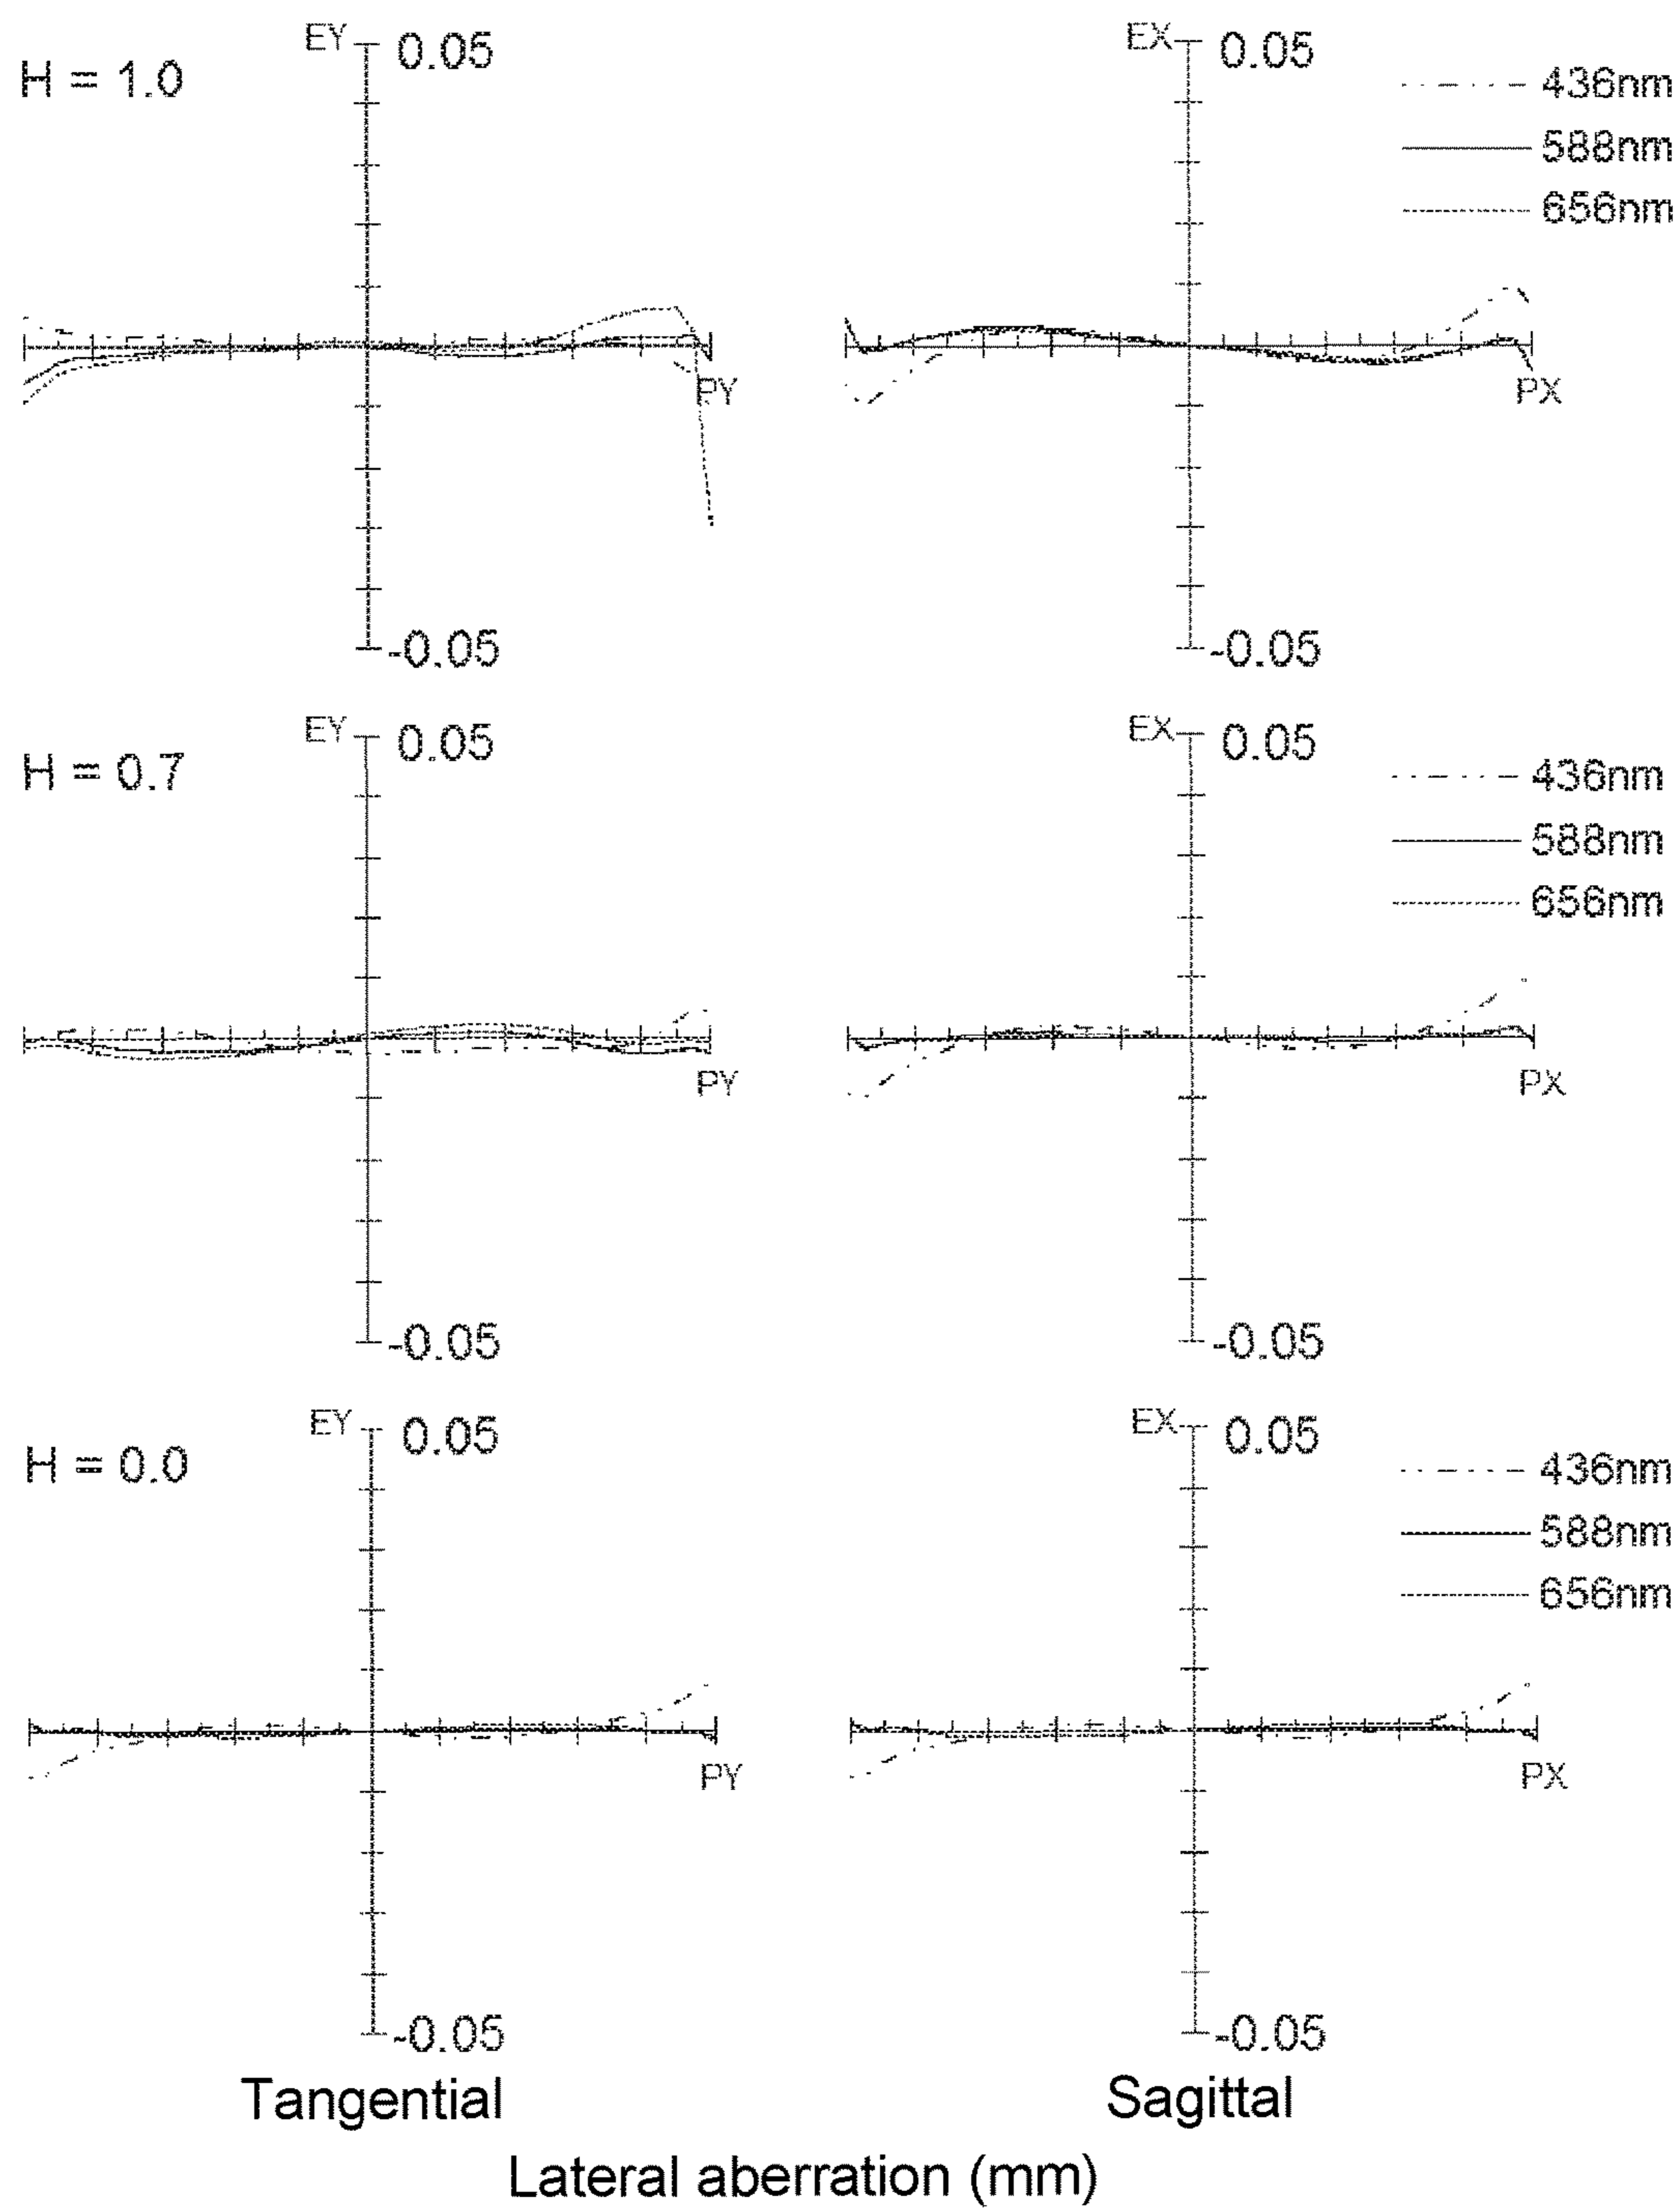 H = 1.0
EY 0.05
EX 0.05
436nm
588nm
656nm
PY
PX
-0.05
-0.05
H = 0.7
EY 0.05
EX 0.05
436nm
588nm
656nm
PY
PX
-0.05
-0.05
H = 0.0
EY 0.05
EX 0.05
436nm
588nm
656nm
PY
PX
-0.05
-0.05
Tangential
Sagittal
Lateral aberration (mm)